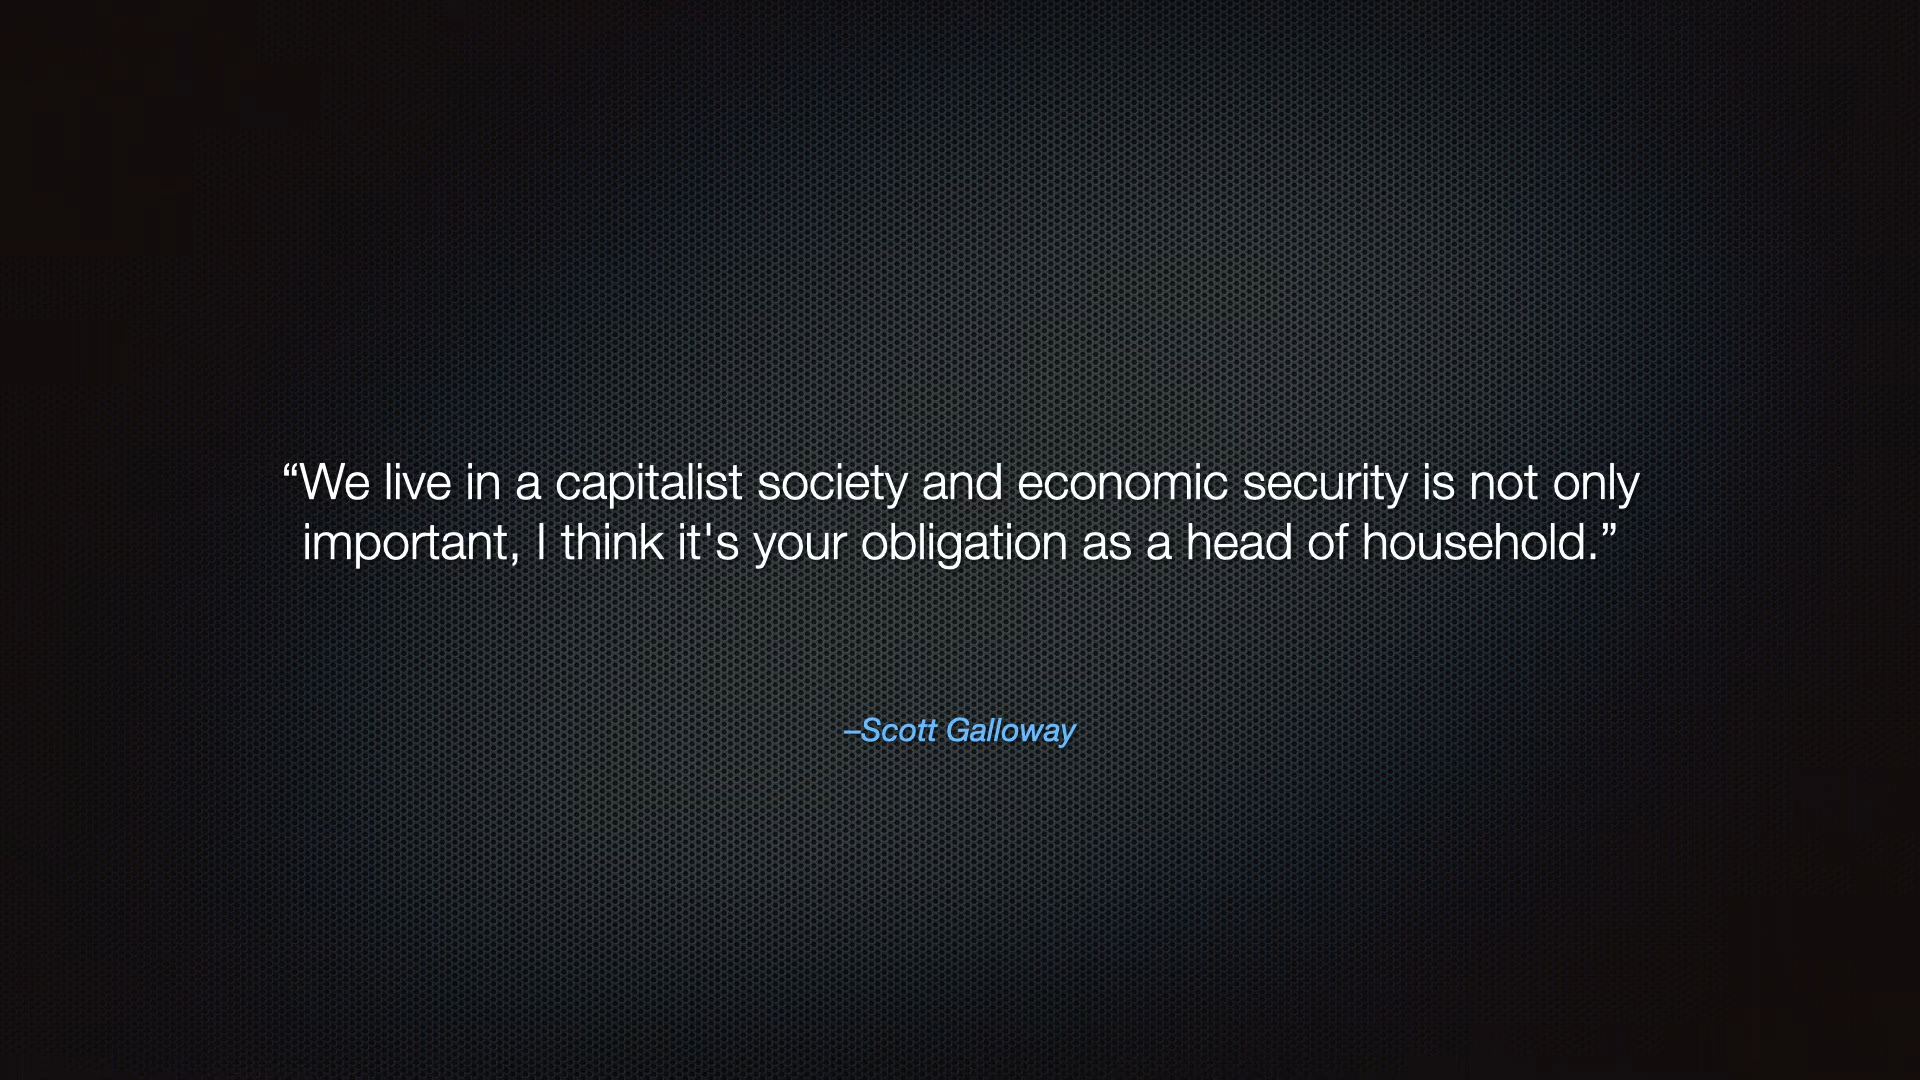 “We live in a capitalist society and economic security is not only
important, I think it's your obligation as a head of household.”
–Scott Galloway